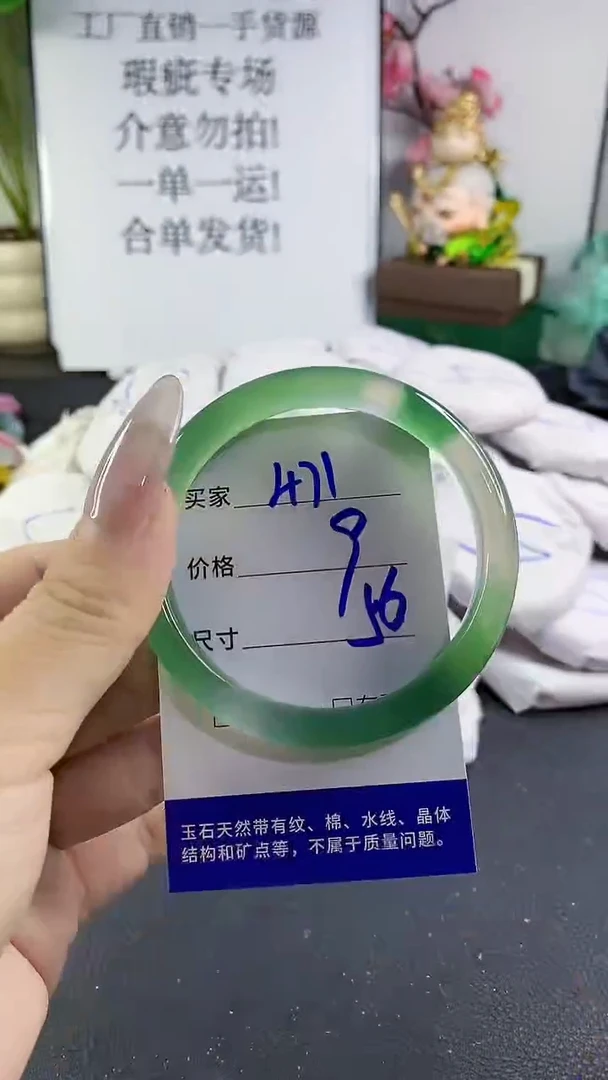 工厂直销一手货源
瑕疵专场
介意勿拍!
一单一运!
合单发货!
买家 471
价格 9
尺寸 56
玉石天然带有纹、棉、水线、晶体
结构和矿点等，不属于质量问题。